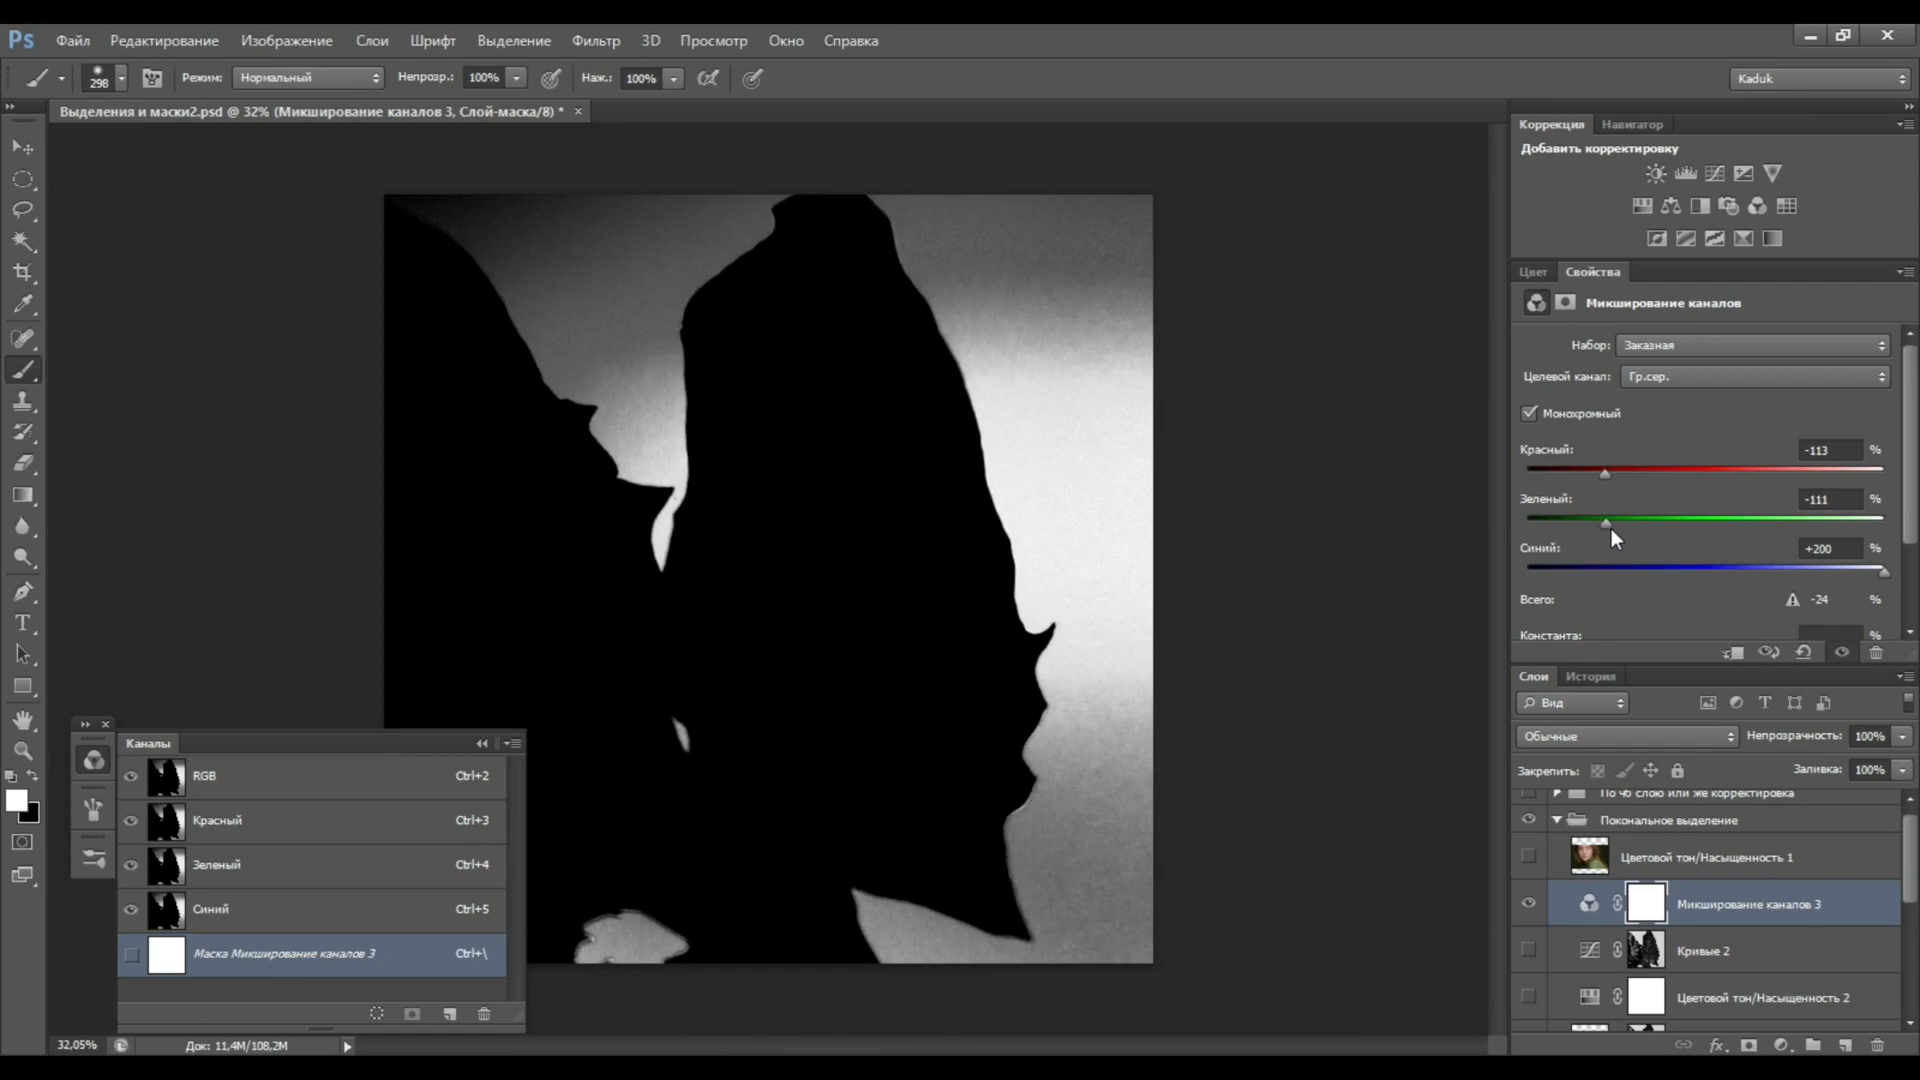 Ps Файл Редактирование Изображение Слои Шрифт Выделение Фильтр 3D Просмотр Окно Справка
298 Режим: Нормальный Непрозр.: 100% Наж.: 100% Kaduk
Выделения и маски2.psd @ 32% (Микширование каналов 3, Слой-маска/8) *
Коррекция Навигатор
Добавить корректировку
Цвет Свойства
Микширование каналов
Набор: Заказная
Целевой канал: Гр.сер.
Монохромный
Красный: -113 %
Зеленый: -111 %
Синий: +200 %
Всего: -24 %
Константа: %
Слои История
Вид
Обычные Непрозрачность: 100%
Закрепить: Заливка: 100%
По чб слою или же корректировка
Покональное выделение
Цветовой тон/Насыщенность 1
Микширование каналов 3
Кривые 2
Цветовой тон/Насыщенность 2
Каналы
RGB Ctrl+2
Красный Ctrl+3
Зеленый Ctrl+4
Синий Ctrl+5
Маска Микширование каналов 3 Ctrl+\
32,05% Док: 11,4M/108,2M
fx